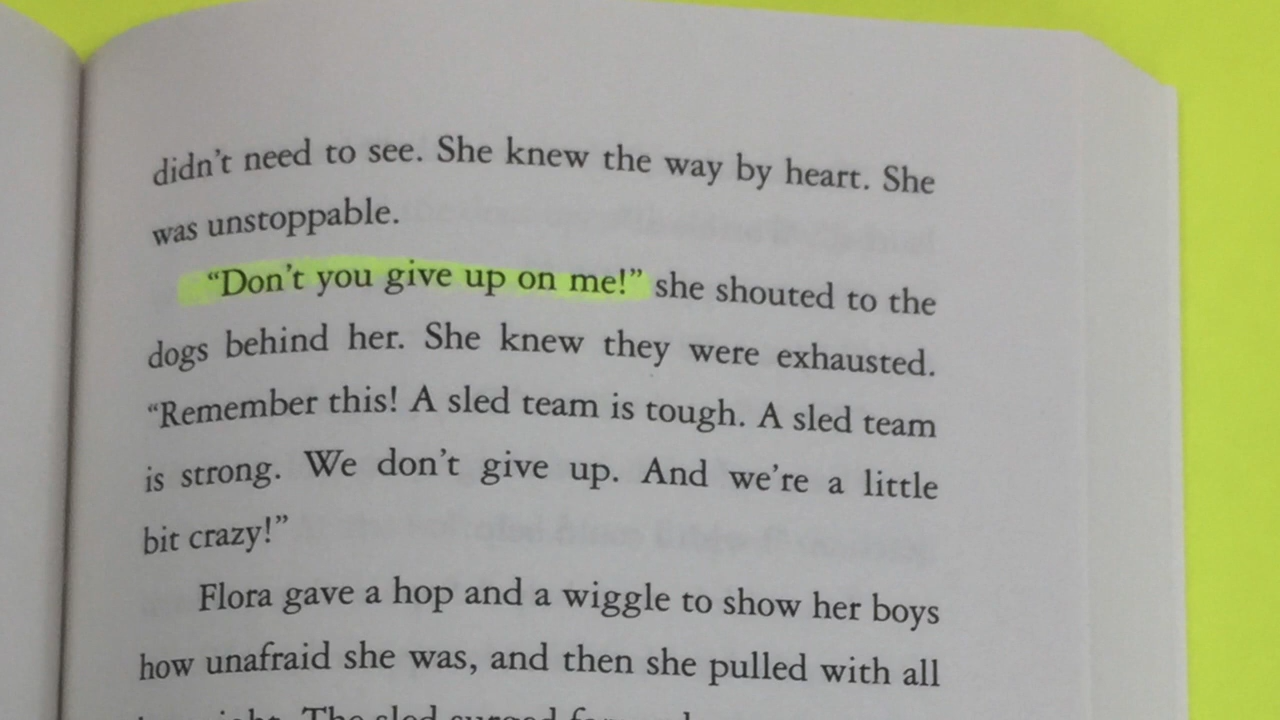 didn't need to see. She knew the way by heart. She
was unstoppable.
“Don't you give up on me!” she shouted to the
dogs behind her. She knew they were exhausted.
“Remember this! A sled team is tough. A sled team
is strong. We don't give up. And we're a little
bit crazy!”
Flora gave a hop and a wiggle to show her boys
how unafraid she was, and then she pulled with all
The sled surged